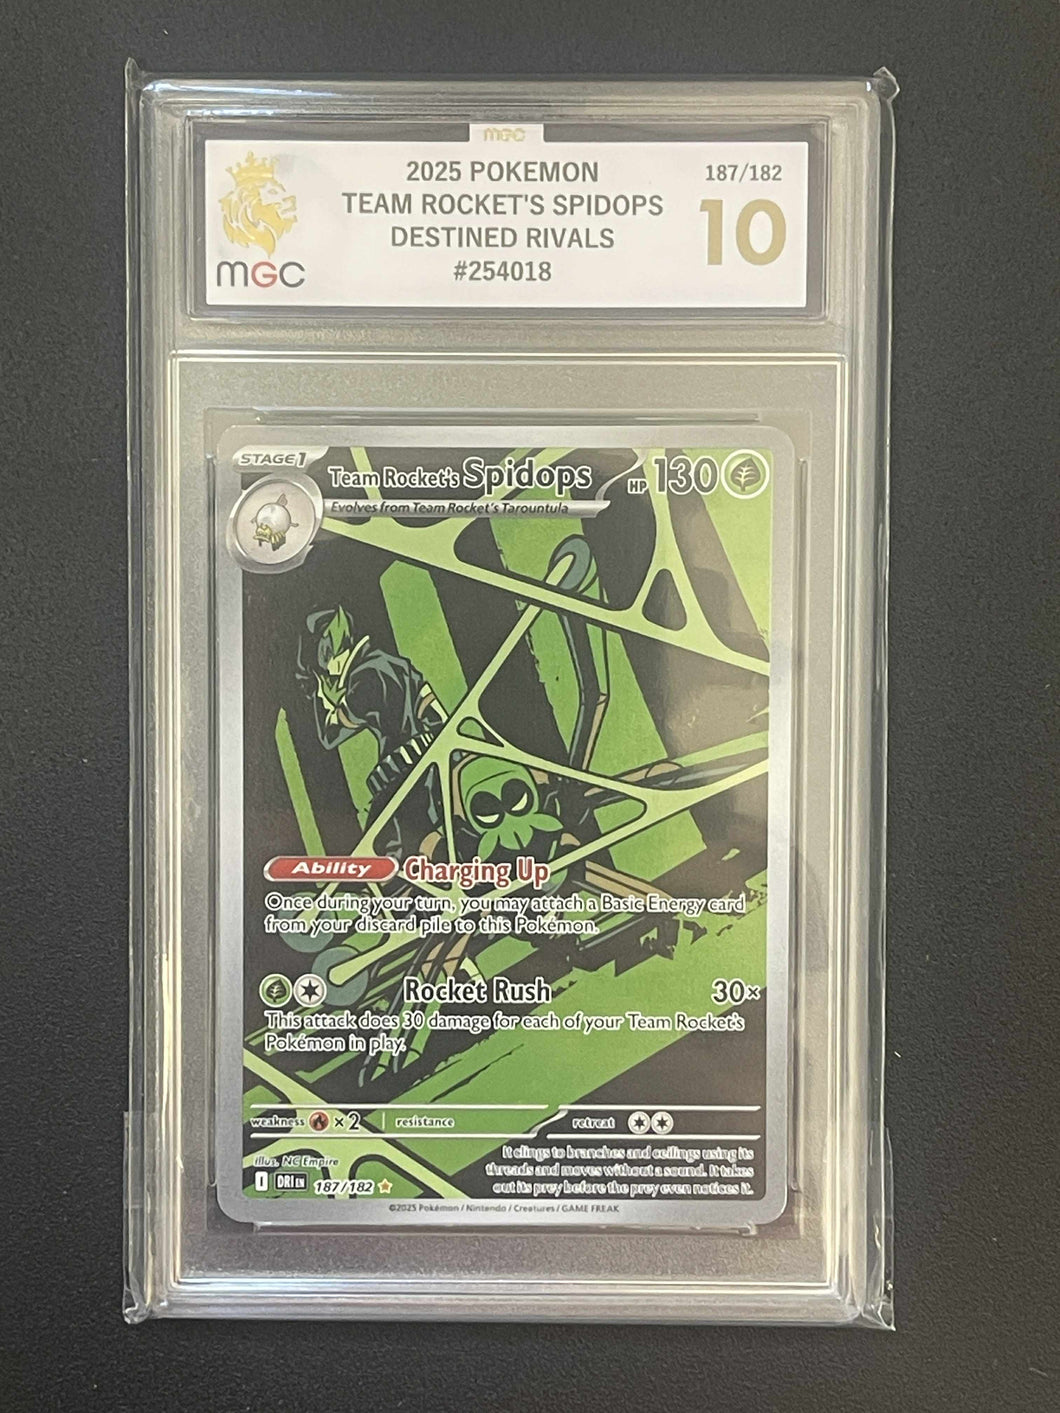 mGC
2025 POKEMON
187/182
TEAM ROCKET'S SPIDOPS
DESTINED RIVALS
#254018
10
mGC
STAGE 1
Team Rocket's Spidops
HP 130
Evolves from Team Rocket's Tarountula
Ability Charging Up
Once during your turn, you may attach a Basic Energy card
from your discard pile to this Pokémon.
Rocket Rush 30×
This attack does 30 damage for each of your Team Rocket's
Pokémon in play.
weakness × 2 resistance retreat
It clings to branches and ceilings using its
threads and moves without a sound. It takes
out its prey before the prey even notices it.
Illus. NC Empire
I DRI EN 187/182
©2025 Pokémon / Nintendo / Creatures / GAME FREAK